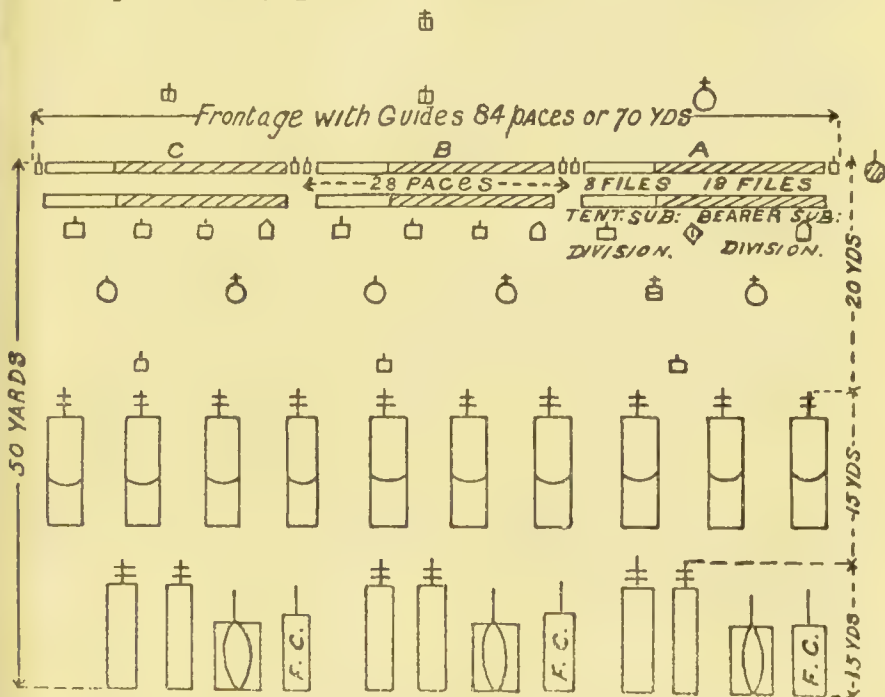 Frontage with Guides 84 paces or 70 YDS
C B A
28 PACES 8 FILES 18 FILES
TENT. SUB: BEARER SUB:
DIVISION. DIVISION.
20 YDS
50 YARDS
15 YDS
F. C. F. C. F. C.
15 YDS